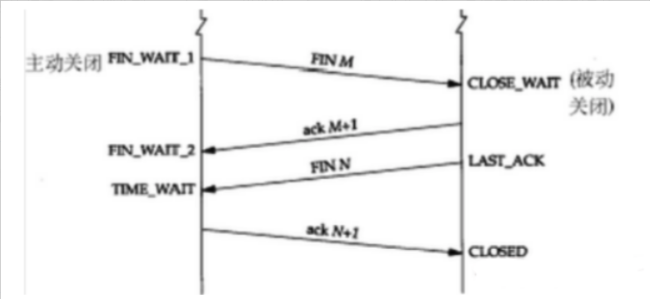 主动关闭 FIN_WAIT_1
FIN M
CLOSE_WAIT (被动
关闭)
ack M+1
FIN_WAIT_2
FIN N
LAST_ACK
TIME_WAIT
ack N+1
CLOSED